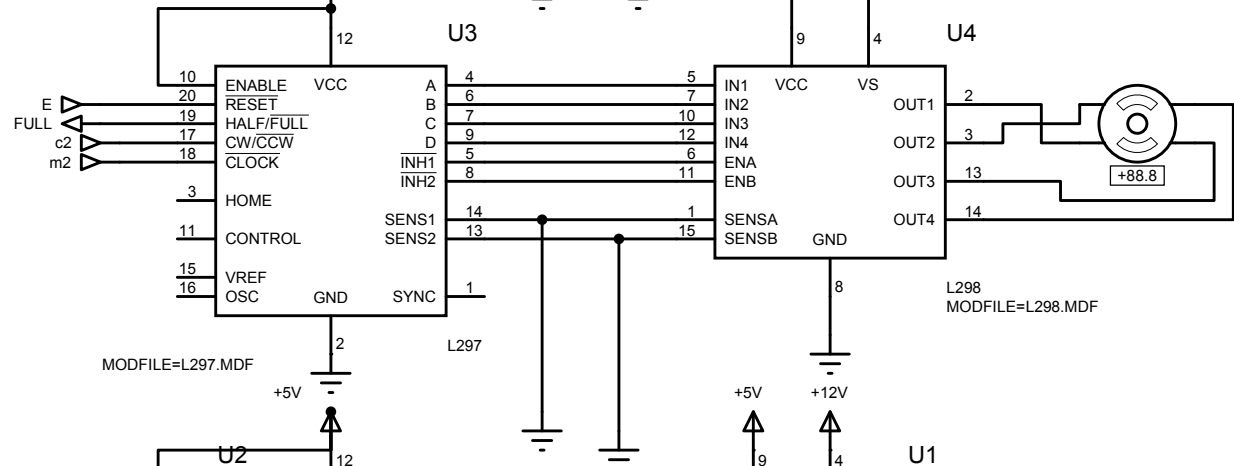 12
9
4
U3
U4
10
ENABLE
VCC
A
4
5
IN1
VCC
VS
E
20
RESET
B
6
7
IN2
OUT1
2
FULL
19
HALF/FULL
C
7
10
IN3
c2
17
CW/CCW
D
9
12
IN4
OUT2
3
m2
18
CLOCK
INH1
5
6
ENA
INH2
8
11
ENB
OUT3
13
+88.8
3
HOME
SENS1
14
1
SENSA
OUT4
14
11
CONTROL
SENS2
13
15
SENSB
GND
15
VREF
16
OSC
GND
SYNC
1
8
L298
MODFILE=L298.MDF
2
L297
MODFILE=L297.MDF
+5V
+5V
+12V
U2
12
9
4
U1